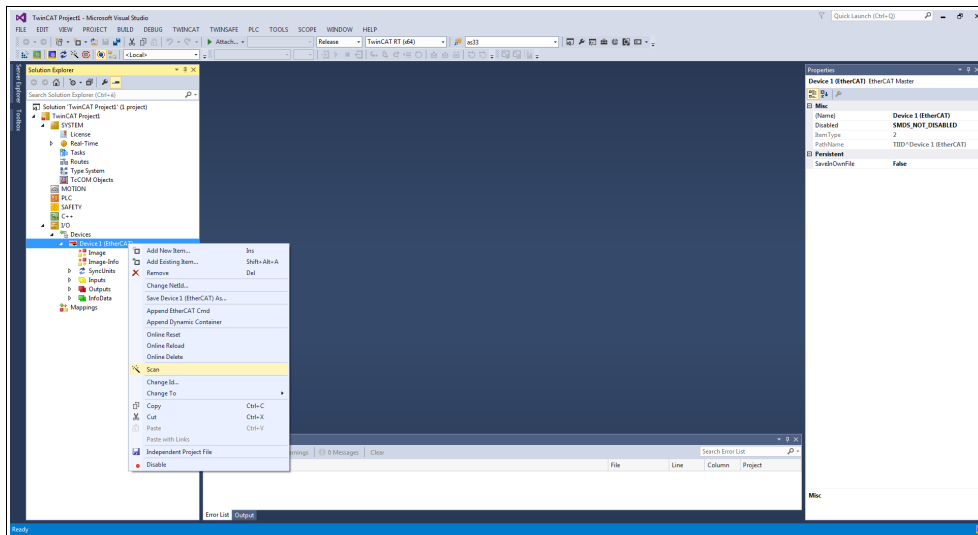 TwinCAT Project1 - Microsoft Visual Studio
Quick Launch (Ctrl+Q)
FILE EDIT VIEW PROJECT BUILD DEBUG TWINCAT TWINSAFE PLC TOOLS SCOPE WINDOW HELP
Attach...
Release
TwinCAT RT (x64)
as33
<Local>
Server Explorer
Toolbox
Solution Explorer
Search Solution Explorer (Ctrl+ä)
Solution 'TwinCAT Project1' (1 project)
TwinCAT Project1
SYSTEM
License
Real-Time
Tasks
Routes
Type System
TcCOM Objects
MOTION
PLC
SAFETY
C++
I/O
Devices
Device 1 (EtherCAT)
Image
Image-Info
SyncUnits
Inputs
Outputs
InfoData
Mappings
Add New Item... Ins
Add Existing Item... Shift+Alt+A
Remove Del
Change NetId...
Save Device 1 (EtherCAT) As...
Append EtherCAT Cmd
Append Dynamic Container
Online Reset
Online Reload
Online Delete
Scan
Change Id...
Change To
Copy Ctrl+C
Cut Ctrl+X
Paste Ctrl+V
Paste with Links
Independent Project File
Disable
0 Messages
Clear
Search Error List
File Line Column Project
Error List Output
Properties
Device 1 (EtherCAT) EtherCAT Master
Misc
(Name) Device 1 (EtherCAT)
Disabled SMDS_NOT_DISABLED
ItemType 2
PathName TIID^Device 1 (EtherCAT)
Persistent
SaveInOwnFile False
Misc
Ready